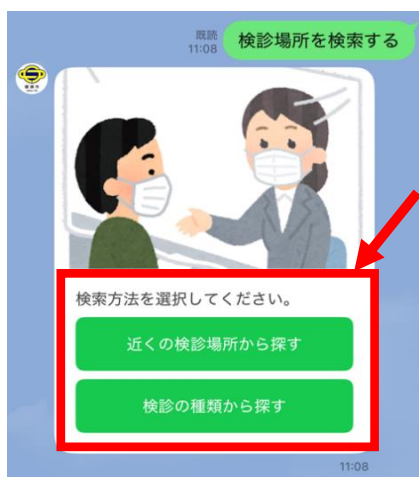 既読
11:08
検診場所を検索する
検索方法を選択してください。
近くの検診場所から探す
検診の種類から探す
11:08